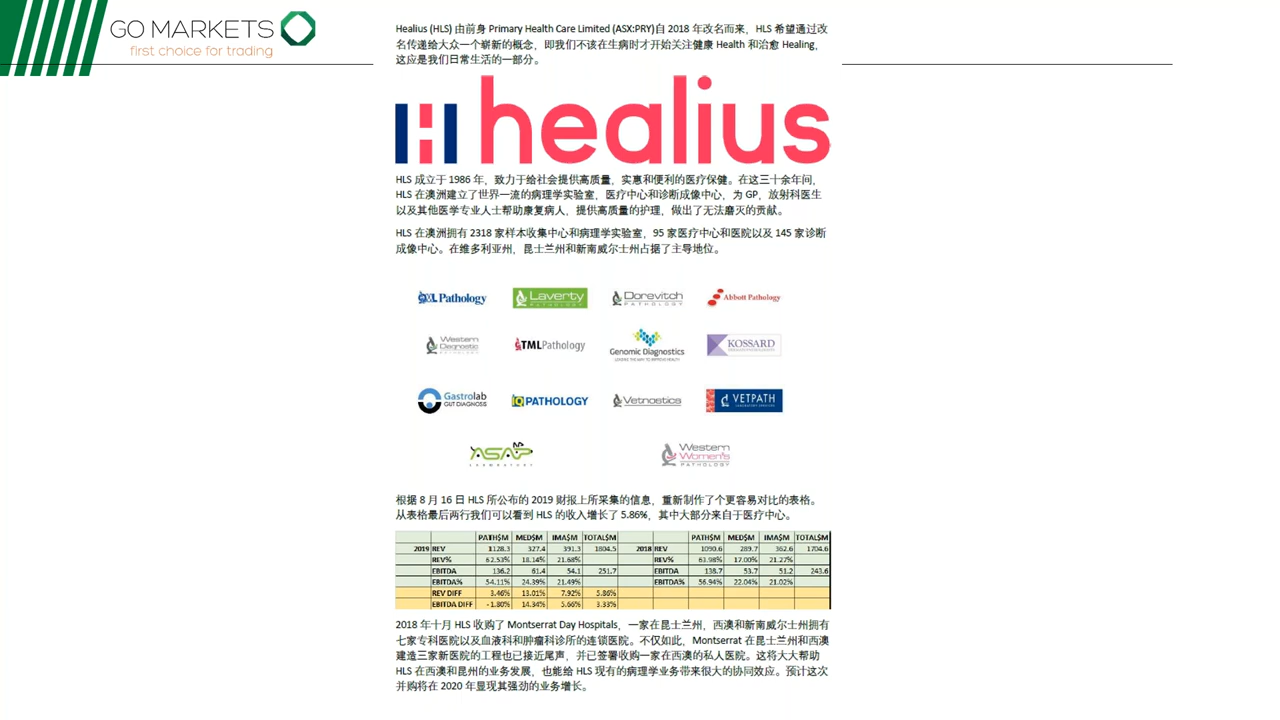 GO MARKETS
first choice for trading
Healius (HLS) 由前身 Primary Health Care Limited (ASX:PRY)自 2018 年改名而来，HLS 希望通过改
名传递给大众一个崭新的概念，即我们不该在生病时才开始关注健康 Health 和治愈 Healing，
这应是我们日常生活的一部分。
healius
HLS 成立于 1986 年，致力于给社会提供高质量，实惠和便利的医疗保健。在这三十余年间，
HLS 在澳洲建立了世界一流的病理学实验室，医疗中心和诊断成像中心，为 GP，放射科医生
以及其他医学专业人士帮助康复病人，提供高质量的护理，做出了无法磨灭的贡献。
HLS 在澳洲拥有 2318 家样本收集中心和病理学实验室，95 家医疗中心和医院以及 145 家诊断
成像中心。在维多利亚州，昆士兰州和新南威尔士州占据了主导地位。
QML Pathology Laverty PATHOLOGY Dorevitch PATHOLOGY Abbott Pathology
Western Diagnostic PATHOLOGY TMLPathology Genomic Diagnostics KOSSARD
Gastrolab GUT DIAGNOSIS IQ PATHOLOGY Vetnostics VETPATH LABORATORY SERVICES
ASAP LABORATORY Western Women's PATHOLOGY
根据 8 月 16 日 HLS 所公布的 2019 财报上所采集的信息，重新制作了个更容易对比的表格。
从表格最后两行我们可以看到 HLS 的收入增长了 5.86%，其中大部分来自于医疗中心。
PATH$M MED$M IMA$M TOTAL$M PATH$M MED$M IMA$M TOTAL$M
2019 REV 1128.3 327.4 391.3 1804.5 2018 REV 1090.6 289.7 362.6 1704.6
REV% 62.53% 18.14% 21.68% REV% 63.98% 17.00% 21.27%
EBITDA 136.2 61.4 54.1 251.7 EBITDA 138.7 53.7 51.2 243.6
EBITDA% 54.11% 24.39% 21.49% EBITDA% 56.94% 22.04% 21.02%
REV DIFF 3.46% 13.01% 7.92% 5.86%
EBITDA DIFF -1.80% 14.34% 5.66% 3.33%
2018 年十月 HLS 收购了 Montserrat Day Hospitals，一家在昆士兰州，西澳和新南威尔士州拥有
七家专科医院以及血液科和肿瘤科诊所的连锁医院。不仅如此，Montserrat 在昆士兰州和西澳
建造三家新医院的工程也已接近尾声，并已签署收购一家在西澳的私人医院。这将大大帮助
HLS 在西澳和昆州的业务发展，也能给 HLS 现有的病理学业务带来很大的协同效应。预计这次
并购将在 2020 年显现其强劲的业务增长。